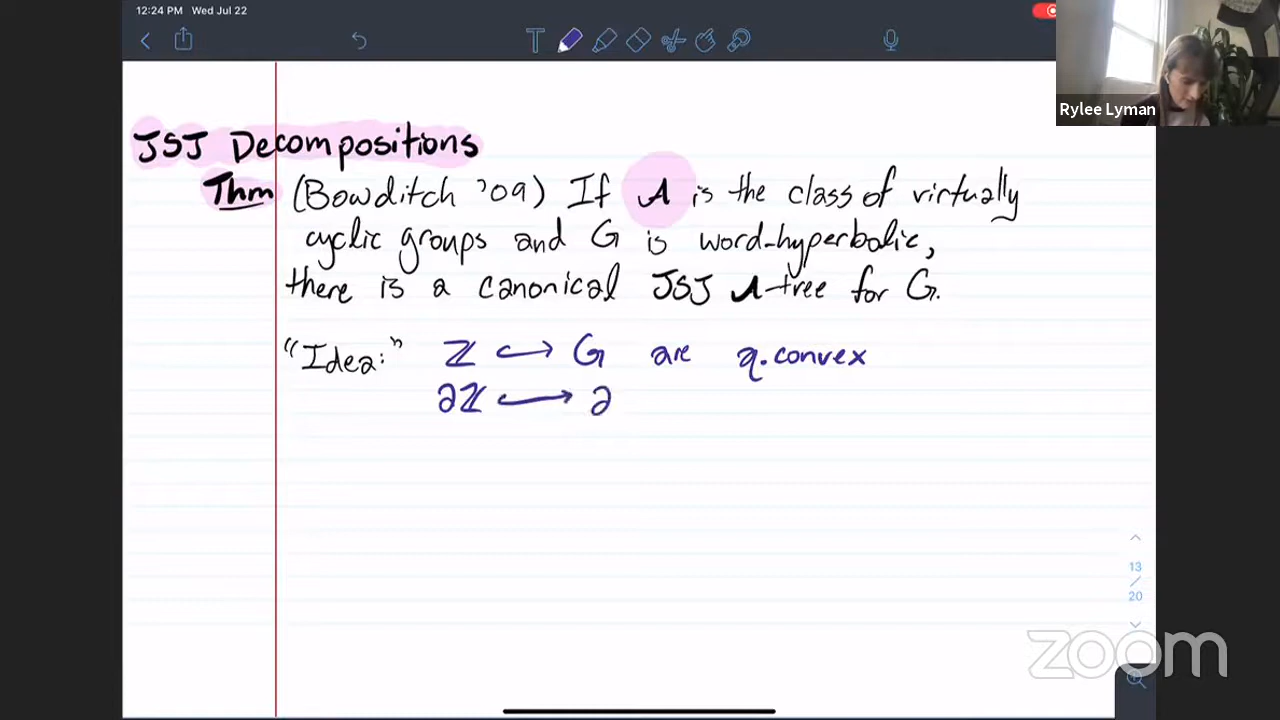 12:24 PM Wed Jul 22
Rylee Lyman
JSJ Decompositions
Thm (Bowditch '09) If A is the class of virtually
cyclic groups and G is word-hyperbolic,
there is a canonical JSJ A-tree for G.
"Idea:" ℤ ↪ G are q.convex
∂ℤ ↪ ∂
13
/
20
zoom